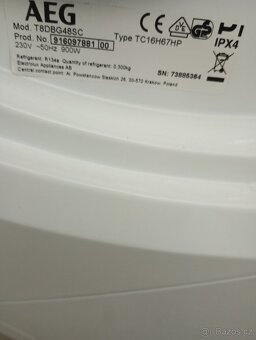 AEG
Mod. T8DBG48SC
Prod. No. 916097881 00 Type TC16H67HP
230V ~50Hz 900W
IPX4
Refrigerant: R134a Quantity of refrigerant: 0,300kg
Electrolux Appliances AB
Central contact point: Al. Powstancow Slaskich 26, 30-570 Krakow, Poland
SN: 73885364